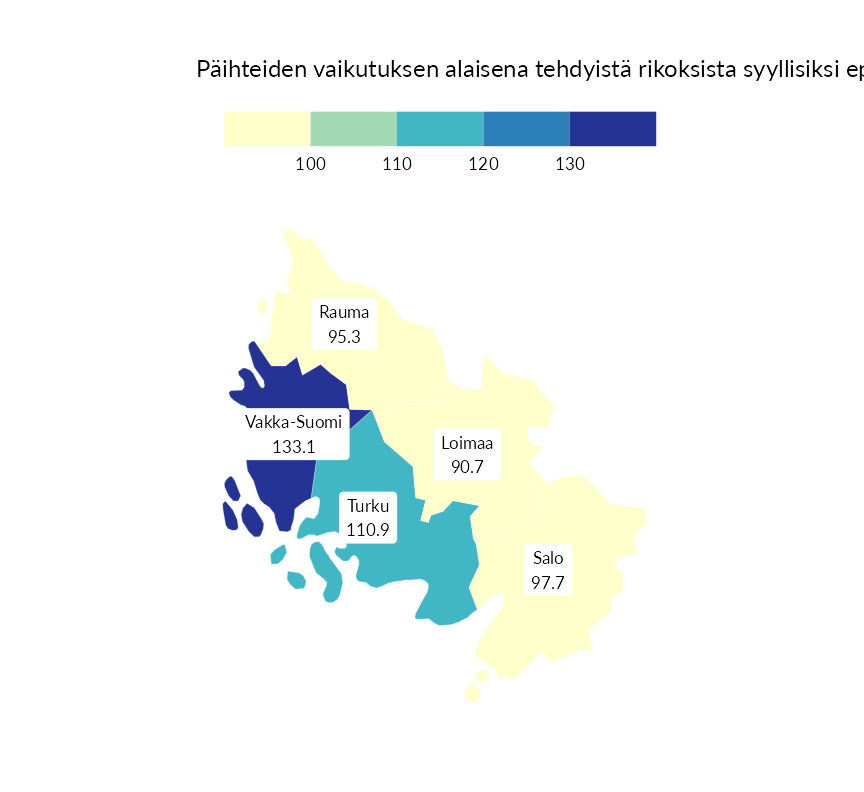 Päihteiden vaikutuksen alaisena tehdyistä rikoksista syyllisiksi
100 110 120 130
Rauma
95.3
Vakka-Suomi
133.1
Loimaa
90.7
Turku
110.9
Salo
97.7